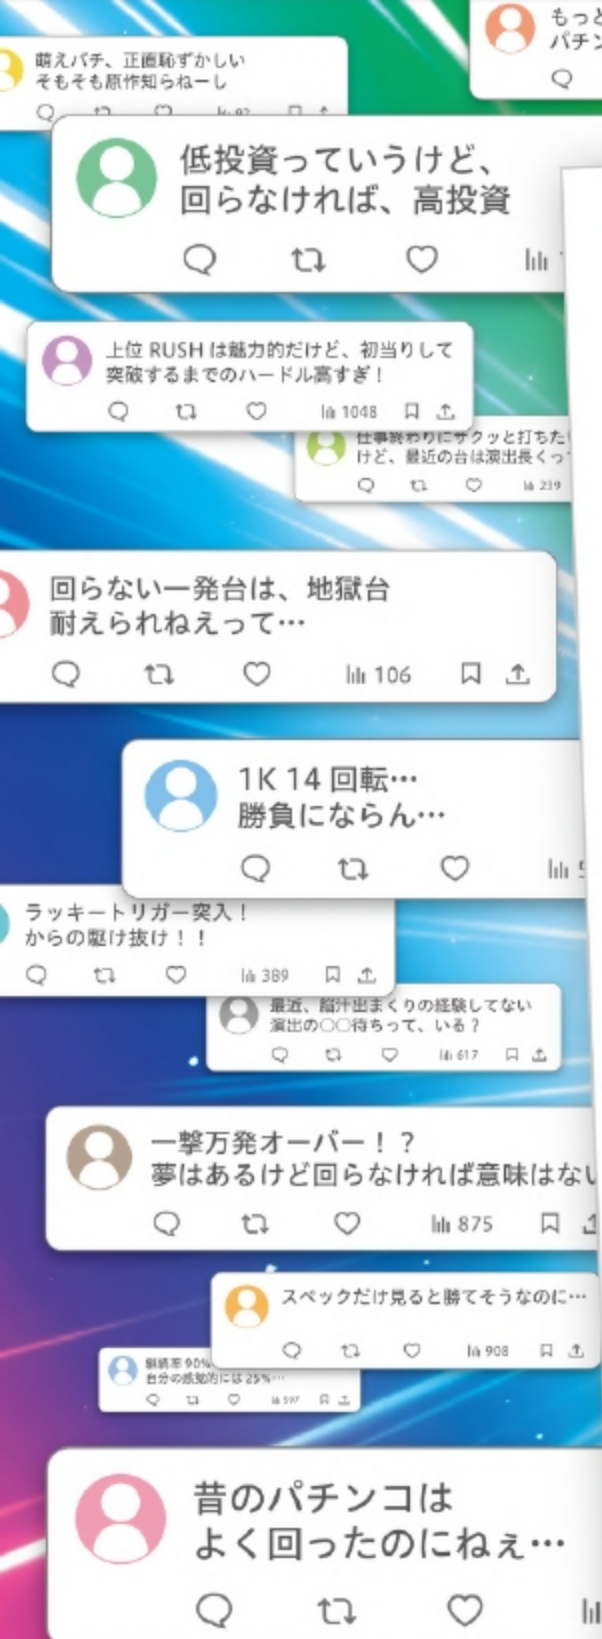 もっと
パチン
萌えパチ、正直恥ずかしい
そもそも原作知らねーし
低投資っていうけど、
回らなければ、高投資
上位 RUSH は魅力的だけど、初当りして
突破するまでのハードル高すぎ！
1048
仕事終わりにサクッと打ちたい
けど、最近の台は演出長くっ
239
回らない一発台は、地獄台
耐えられねえって…
106
1K 14 回転…
勝負にならん…
ラッキートリガー突入！
からの駆け抜け！！
389
最近、脳汁出まくりの経験してない
演出の〇〇待ちって、いる？
617
一撃万発オーバー！？
夢はあるけど回らなければ意味はない
875
スペックだけ見ると勝てそうなのに…
908
継続率 90%
自分の感覚的には 25%…
597
昔のパチンコは
よく回ったのにねぇ…